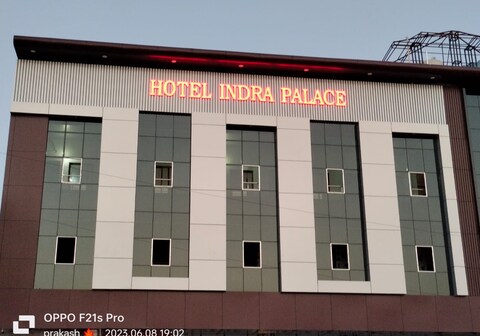 HOTEL INDRA PALACE
OPPO F21s Pro
prakash 🍁| 2023.06.08 19:02